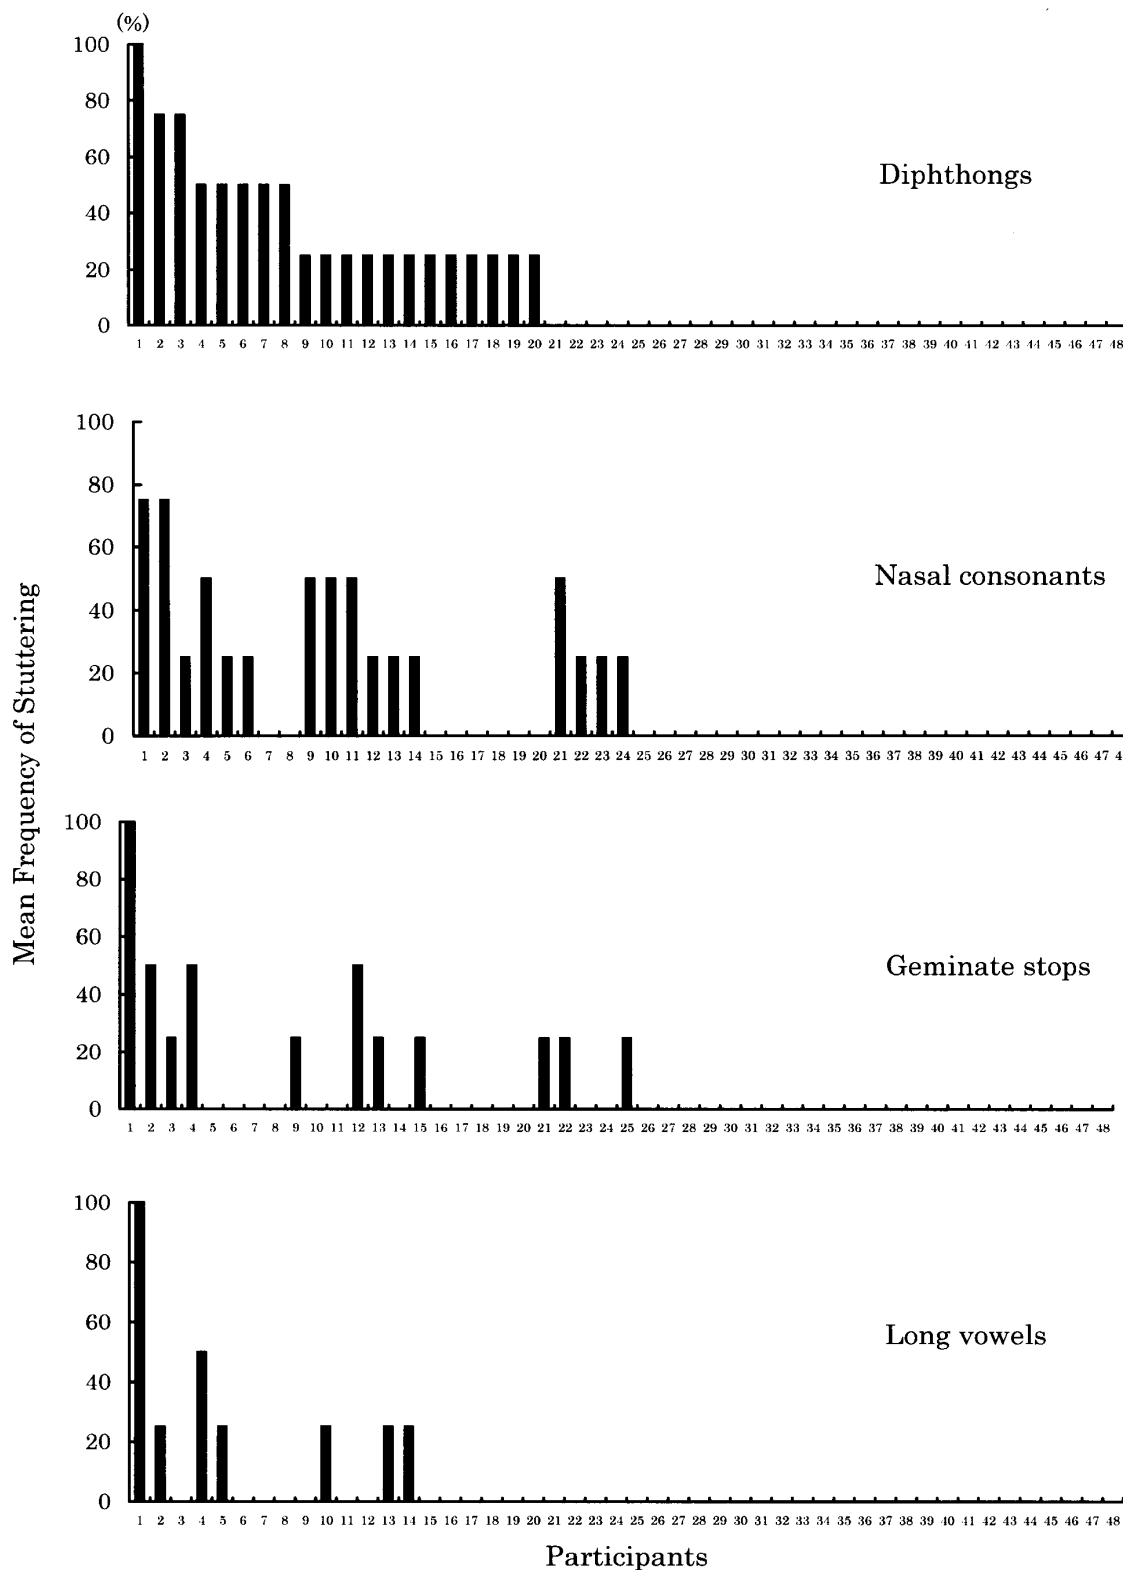 (%)
100
80
60
40
20
0
Diphthongs
1 2 3 4 5 6 7 8 9 10 11 12 13 14 15 16 17 18 19 20 21 22 23 24 25 26 27 28 29 30 31 32 33 34 35 36 37 38 39 40 41 42 43 44 45 46 47 48
100
80
60
40
20
0
Nasal consonants
1 2 3 4 5 6 7 8 9 10 11 12 13 14 15 16 17 18 19 20 21 22 23 24 25 26 27 28 29 30 31 32 33 34 35 36 37 38 39 40 41 42 43 44 45 46 47 4
Mean Frequency of Stuttering
100
80
60
40
20
0
Geminate stops
1 2 3 4 5 6 7 8 9 10 11 12 13 14 15 16 17 18 19 20 21 22 23 24 25 26 27 28 29 30 31 32 33 34 35 36 37 38 39 40 41 42 43 44 45 46 47 48
100
80
60
40
20
0
Long vowels
1 2 3 4 5 6 7 8 9 10 11 12 13 14 15 16 17 18 19 20 21 22 23 24 25 26 27 28 29 30 31 32 33 34 35 36 37 38 39 40 41 42 43 44 45 46 47 48
Participants